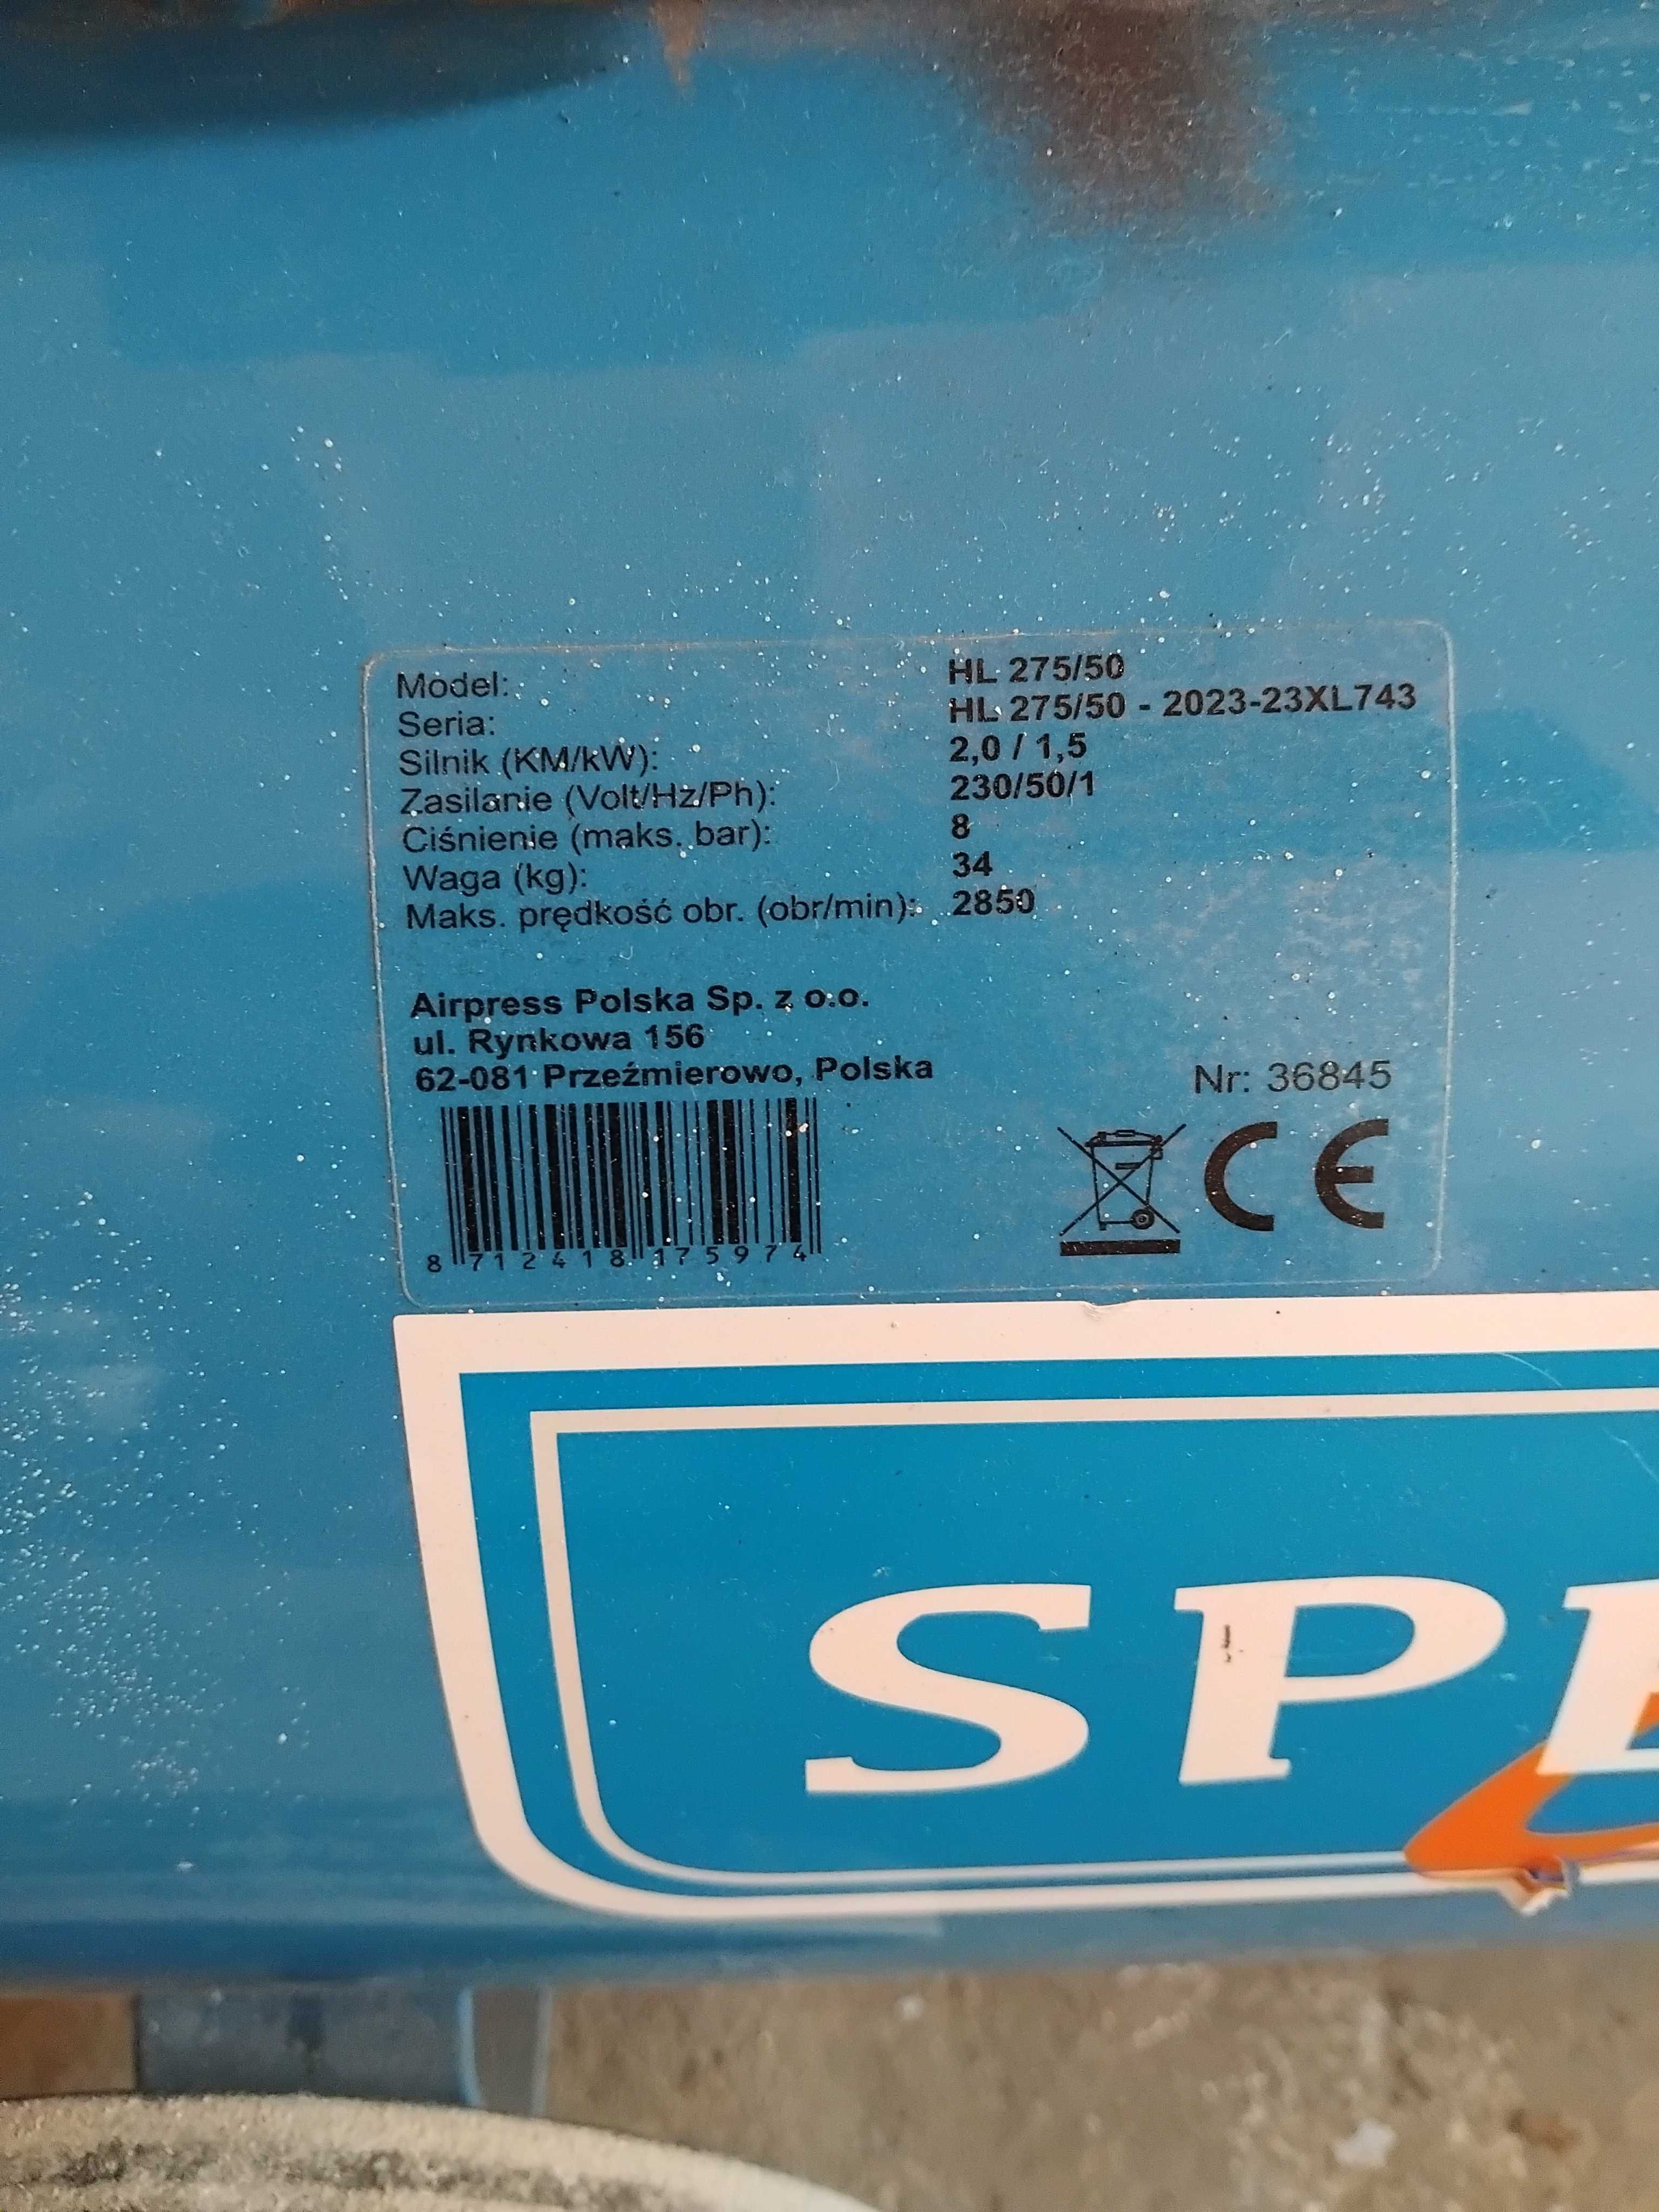 Model: HL 275/50
Seria: HL 275/50 - 2023-23XL743
Silnik (KM/kW): 2,0 / 1,5
Zasilanie (Volt/Hz/Ph): 230/50/1
Ciśnienie (maks. bar): 8
Waga (kg): 34
Maks. prędkość obr. (obr/min): 2850
Airpress Polska Sp. z o.o.
ul. Rynkowa 156
62-081 Przeźmierowo, Polska
Nr: 36845
8 712418 175974
CE
SP